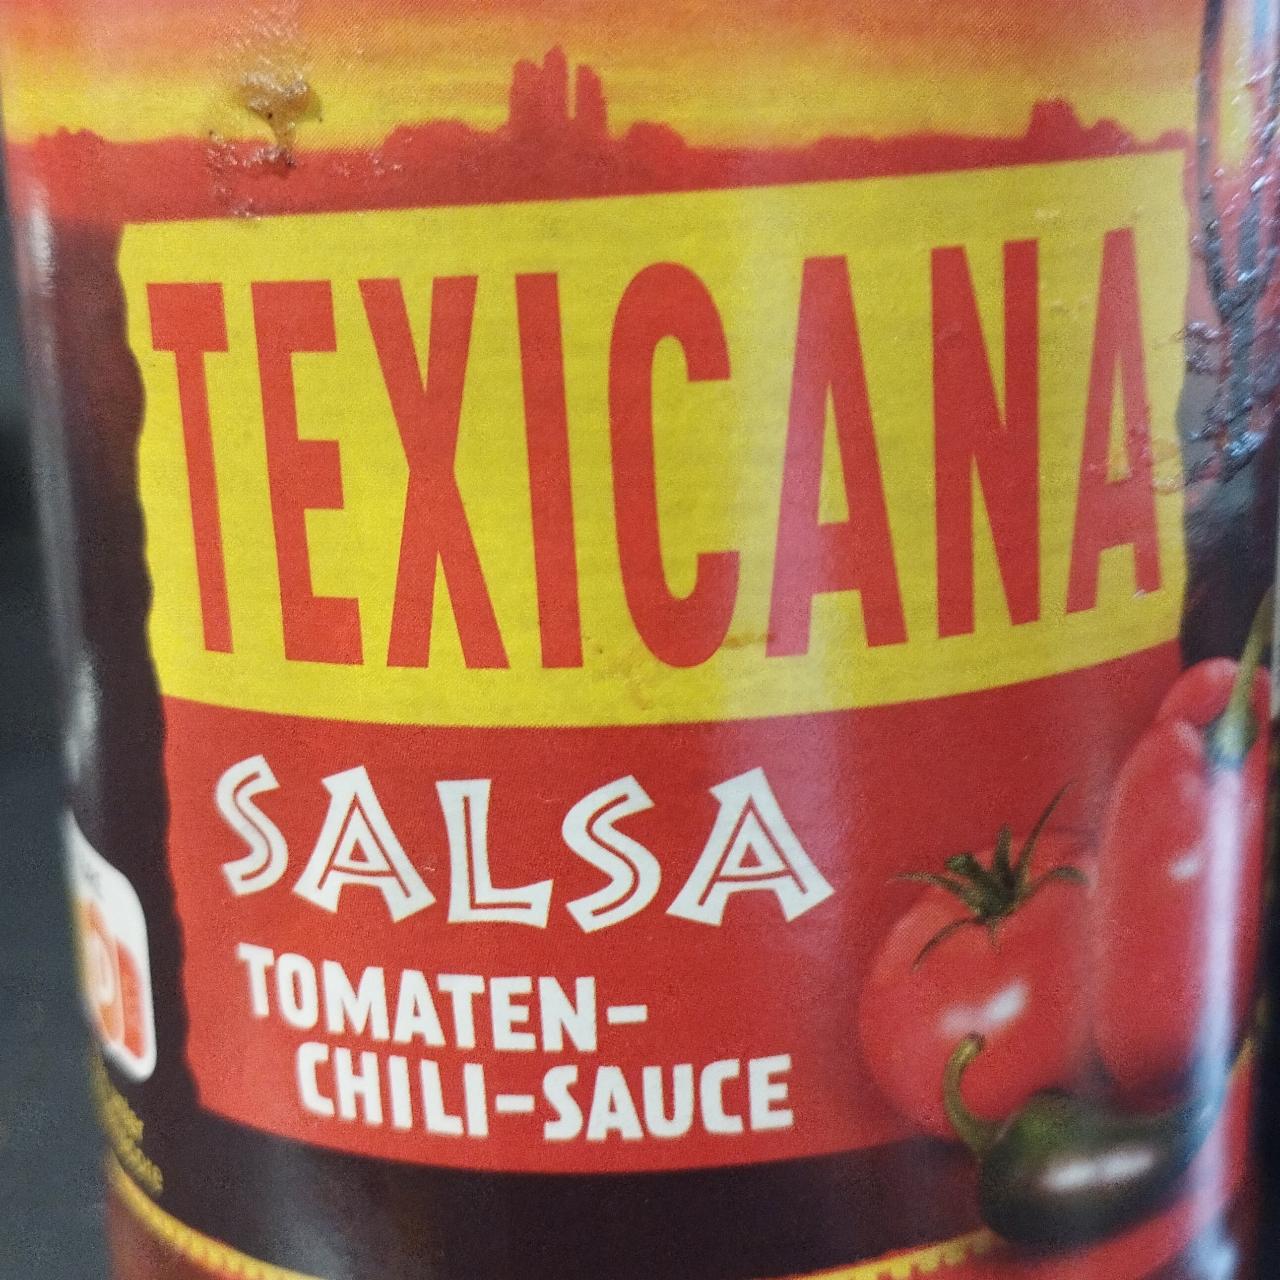 TEXICANA
SALSA
TOMATEN-
CHILI-SAUCE
D